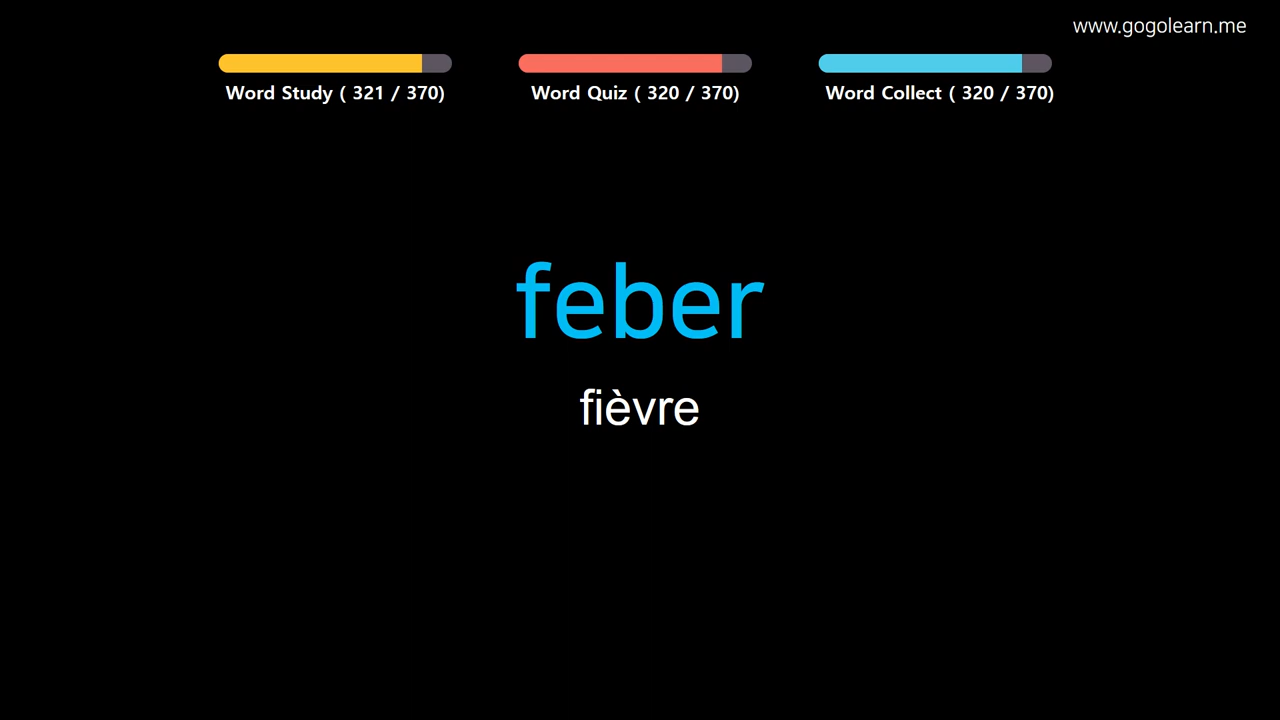 www.gogolearn.me
Word Study ( 321 / 370)
Word Quiz ( 320 / 370)
Word Collect ( 320 / 370)
feber
fièvre